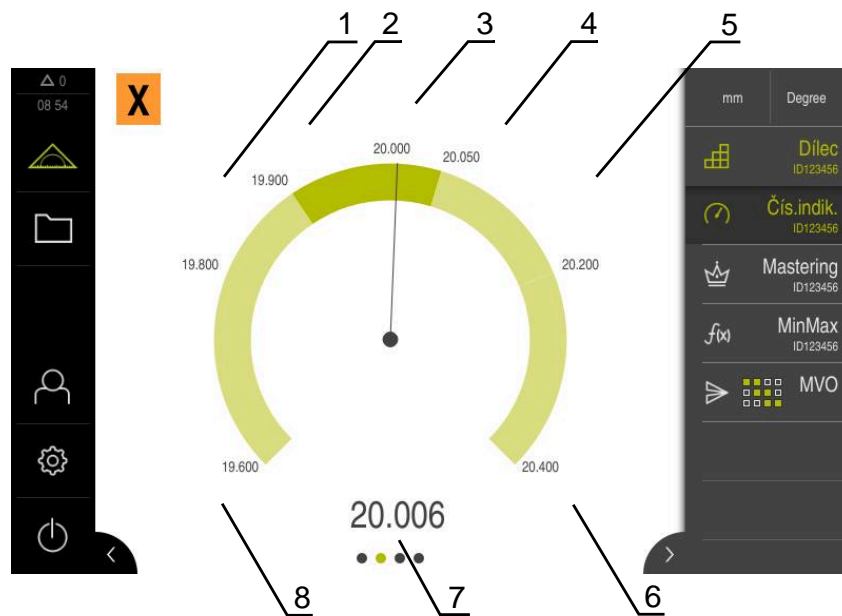 1 2 3 4 5
△ 0
08 54
X
mm Degree
Dílec
ID123456
Čís.indik.
ID123456
Mastering
ID123456
f(x) MinMax
ID123456
MVO
20.000
20.050
19.900
19.800
20.200
19.600
20.400
20.006
8 7 6